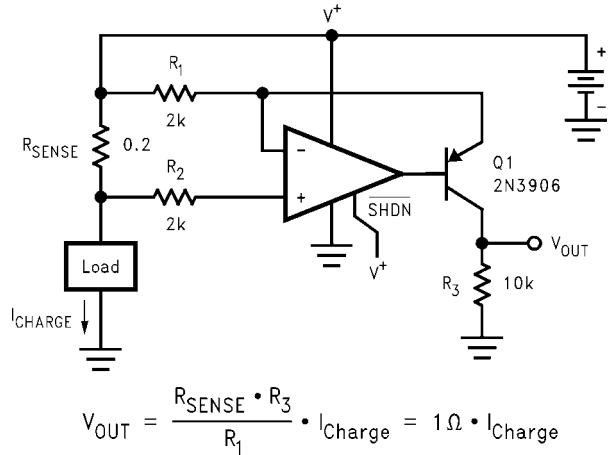 V+
R1
2k
RSENSE
0.2
R2
2k
Load
ICHARGE
-
+
SHDN
V+
Q1
2N3906
VOUT
R3
10k
+
-
VOUT = RSENSE • R3 / R1 • ICharge = 1Ω • ICharge